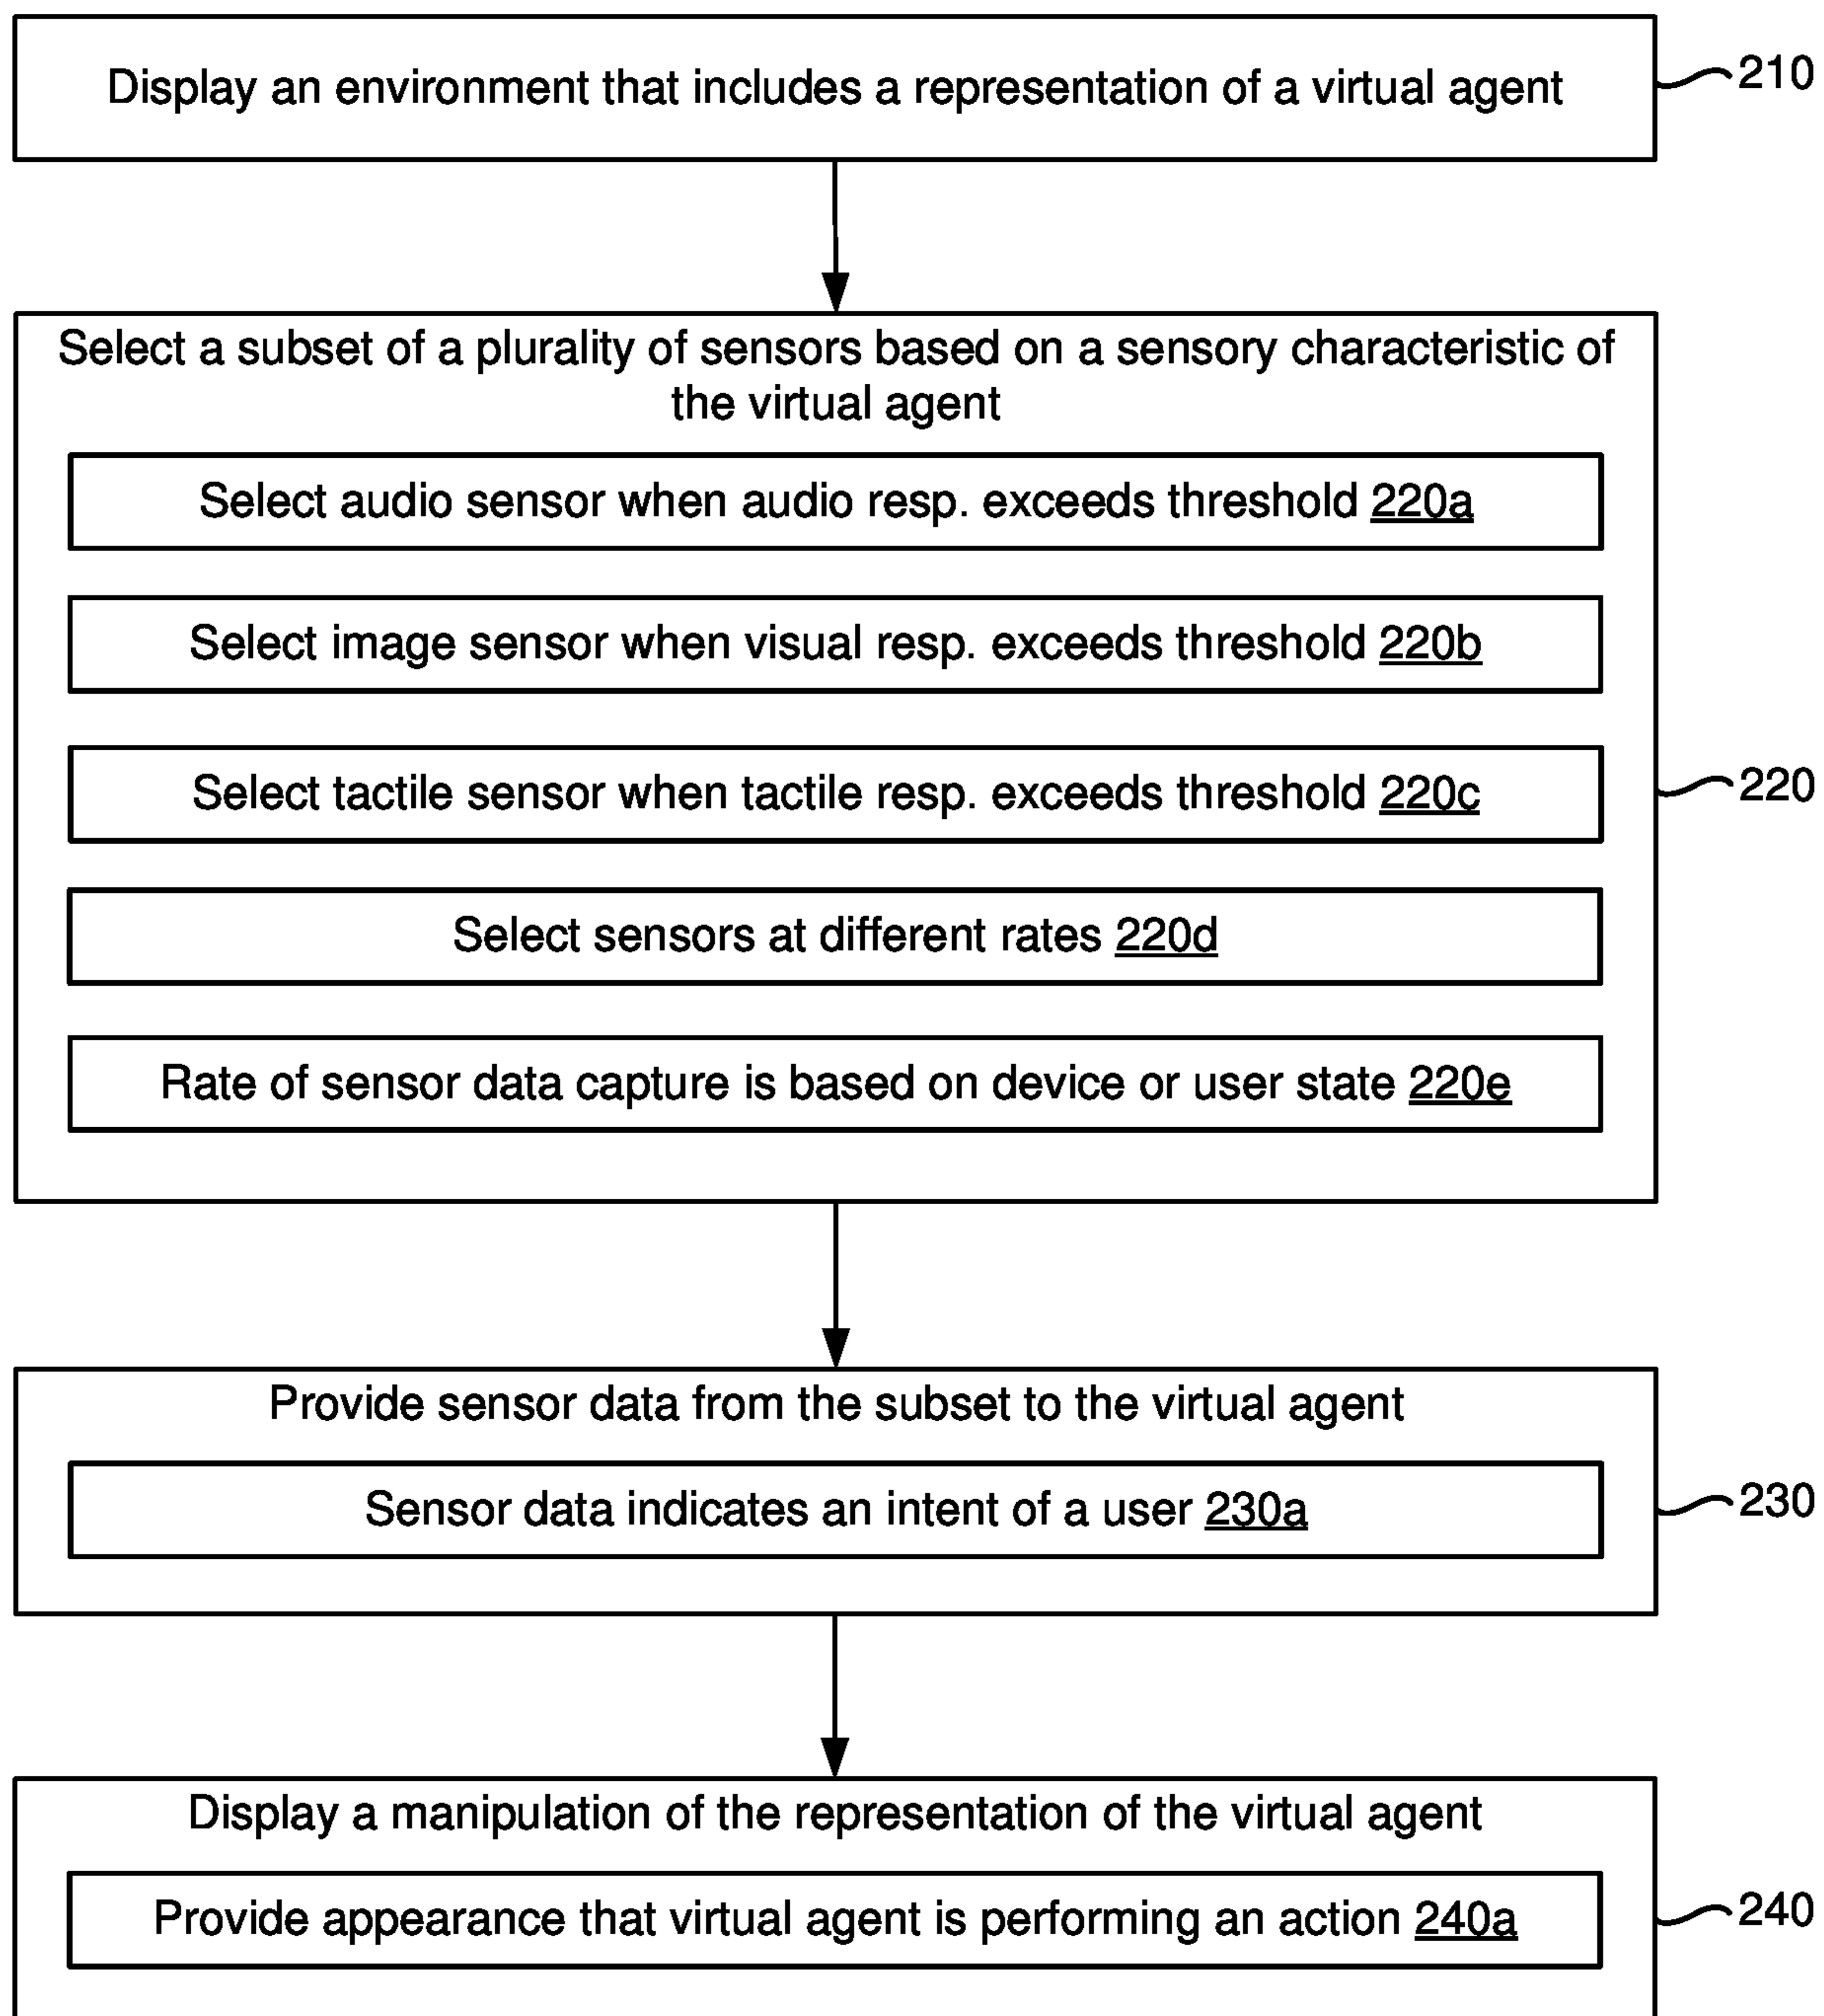 Display an environment that includes a representation of a virtual agent
210
Select a subset of a plurality of sensors based on a sensory characteristic of
the virtual agent
Select audio sensor when audio resp. exceeds threshold 220a
Select image sensor when visual resp. exceeds threshold 220b
Select tactile sensor when tactile resp. exceeds threshold 220c
220
Select sensors at different rates 220d
Rate of sensor data capture is based on device or user state 220e
Provide sensor data from the subset to the virtual agent
Sensor data indicates an intent of a user 230a
230
Display a manipulation of the representation of the virtual agent
Provide appearance that virtual agent is performing an action 240a
240